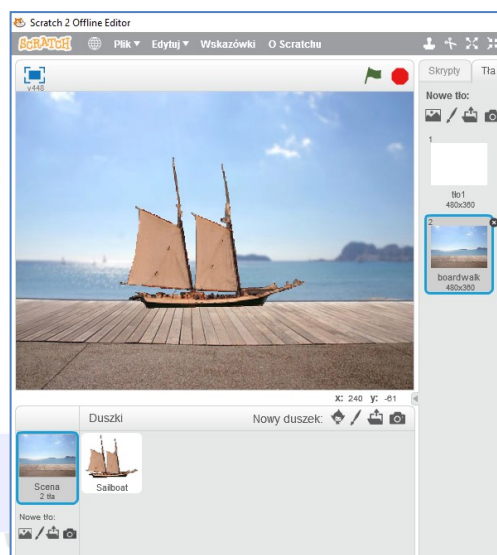 Scratch 2 Offline Editor
SCRATCH Plik Edytuj Wskazówki O Scratchu
v448
Skrypty Tła
Nowe tło:
1
tło1
480x360
2
boardwalk
480x360
x: 240 y: -61
Duszki Nowy duszek:
Scena
2 tła
Sailboat
Nowe tło: